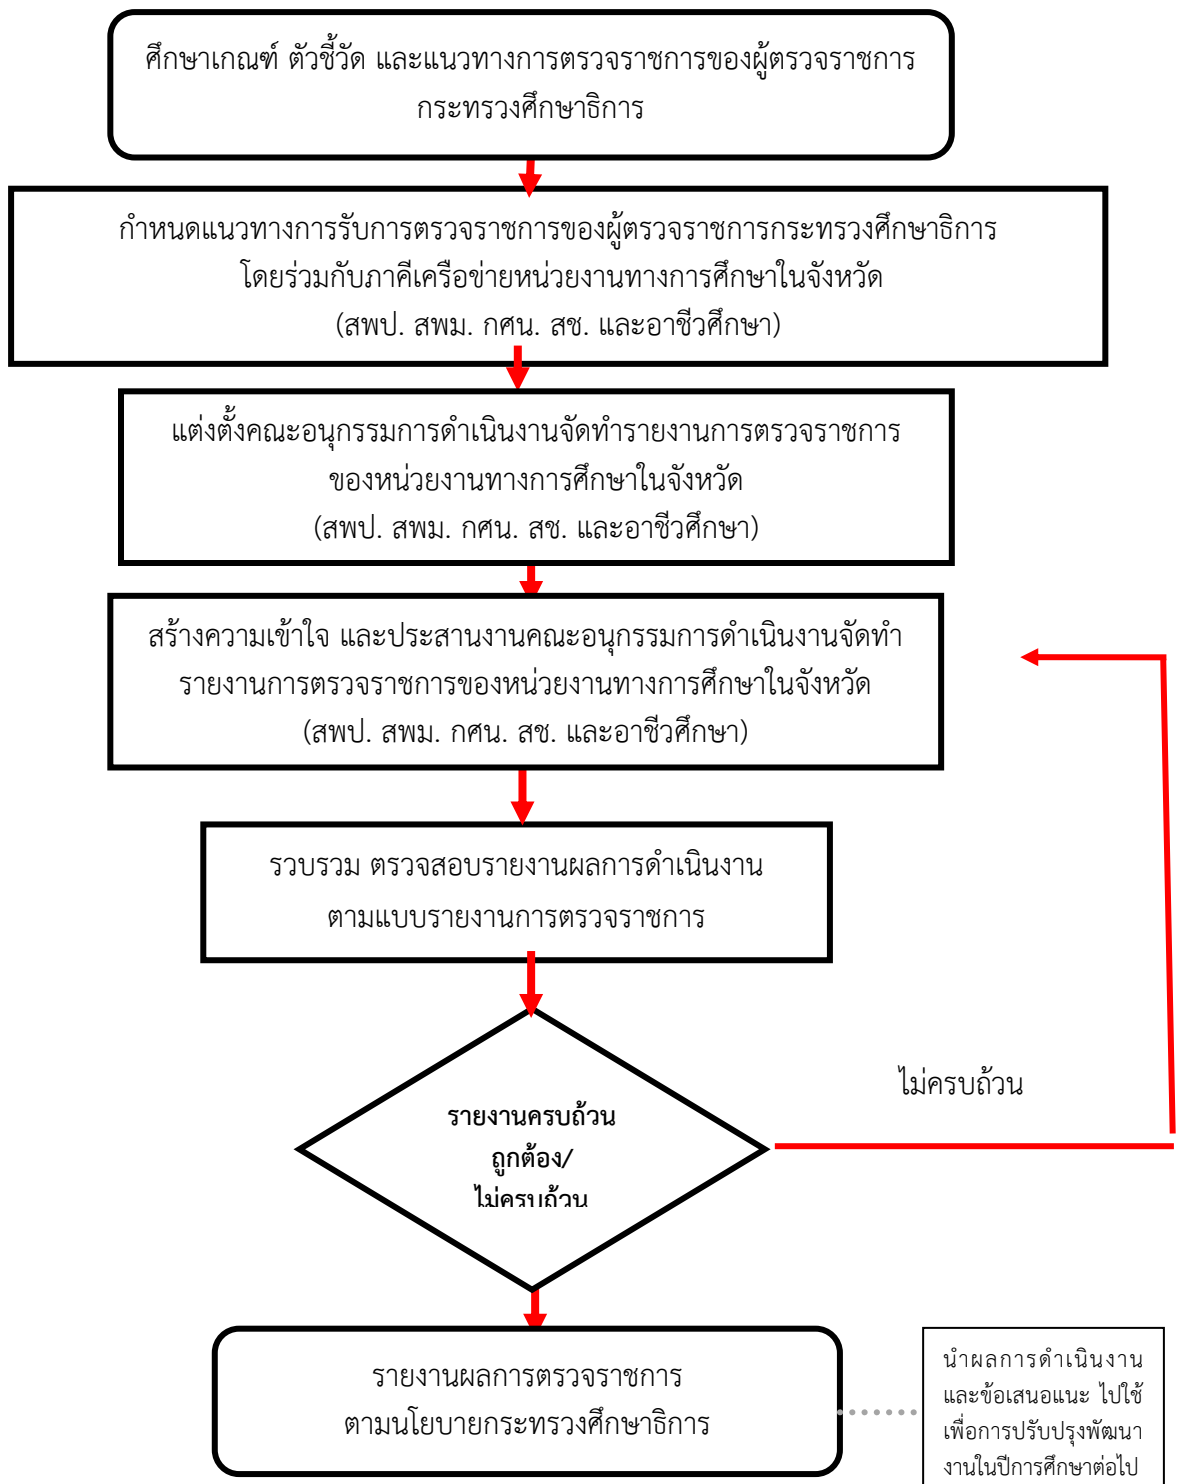 ศึกษาเกณฑ์ ตัวชี้วัด และแนวทางการตรวจราชการของผู้ตรวจราชการ
กระทรวงศึกษาธิการ
กำหนดแนวทางการรับการตรวจราชการของผู้ตรวจราชการกระทรวงศึกษาธิการ
โดยร่วมกับภาคีเครือข่ายหน่วยงานทางการศึกษาในจังหวัด
(สพป. สพม. กศน. สช. และอาชีวศึกษา)
แต่งตั้งคณะอนุกรรมการดำเนินงานจัดทำรายงานการตรวจราชการ
ของหน่วยงานทางการศึกษาในจังหวัด
(สพป. สพม. กศน. สช. และอาชีวศึกษา)
สร้างความเข้าใจ และประสานงานคณะอนุกรรมการดำเนินงานจัดทำ
รายงานการตรวจราชการของหน่วยงานทางการศึกษาในจังหวัด
(สพป. สพม. กศน. สช. และอาชีวศึกษา)
รวบรวม ตรวจสอบรายงานผลการดำเนินงาน
ตามแบบรายงานการตรวจราชการ
ไม่ครบถ้วน
รายงานครบถ้วน
ถูกต้อง/
ไม่ครบถ้วน
รายงานผลการตรวจราชการ
ตามนโยบายกระทรวงศึกษาธิการ
นำผลการดำเนินงาน
และข้อเสนอแนะ ไปใช้
เพื่อการปรับปรุงพัฒนา
งานในปีการศึกษาต่อไป